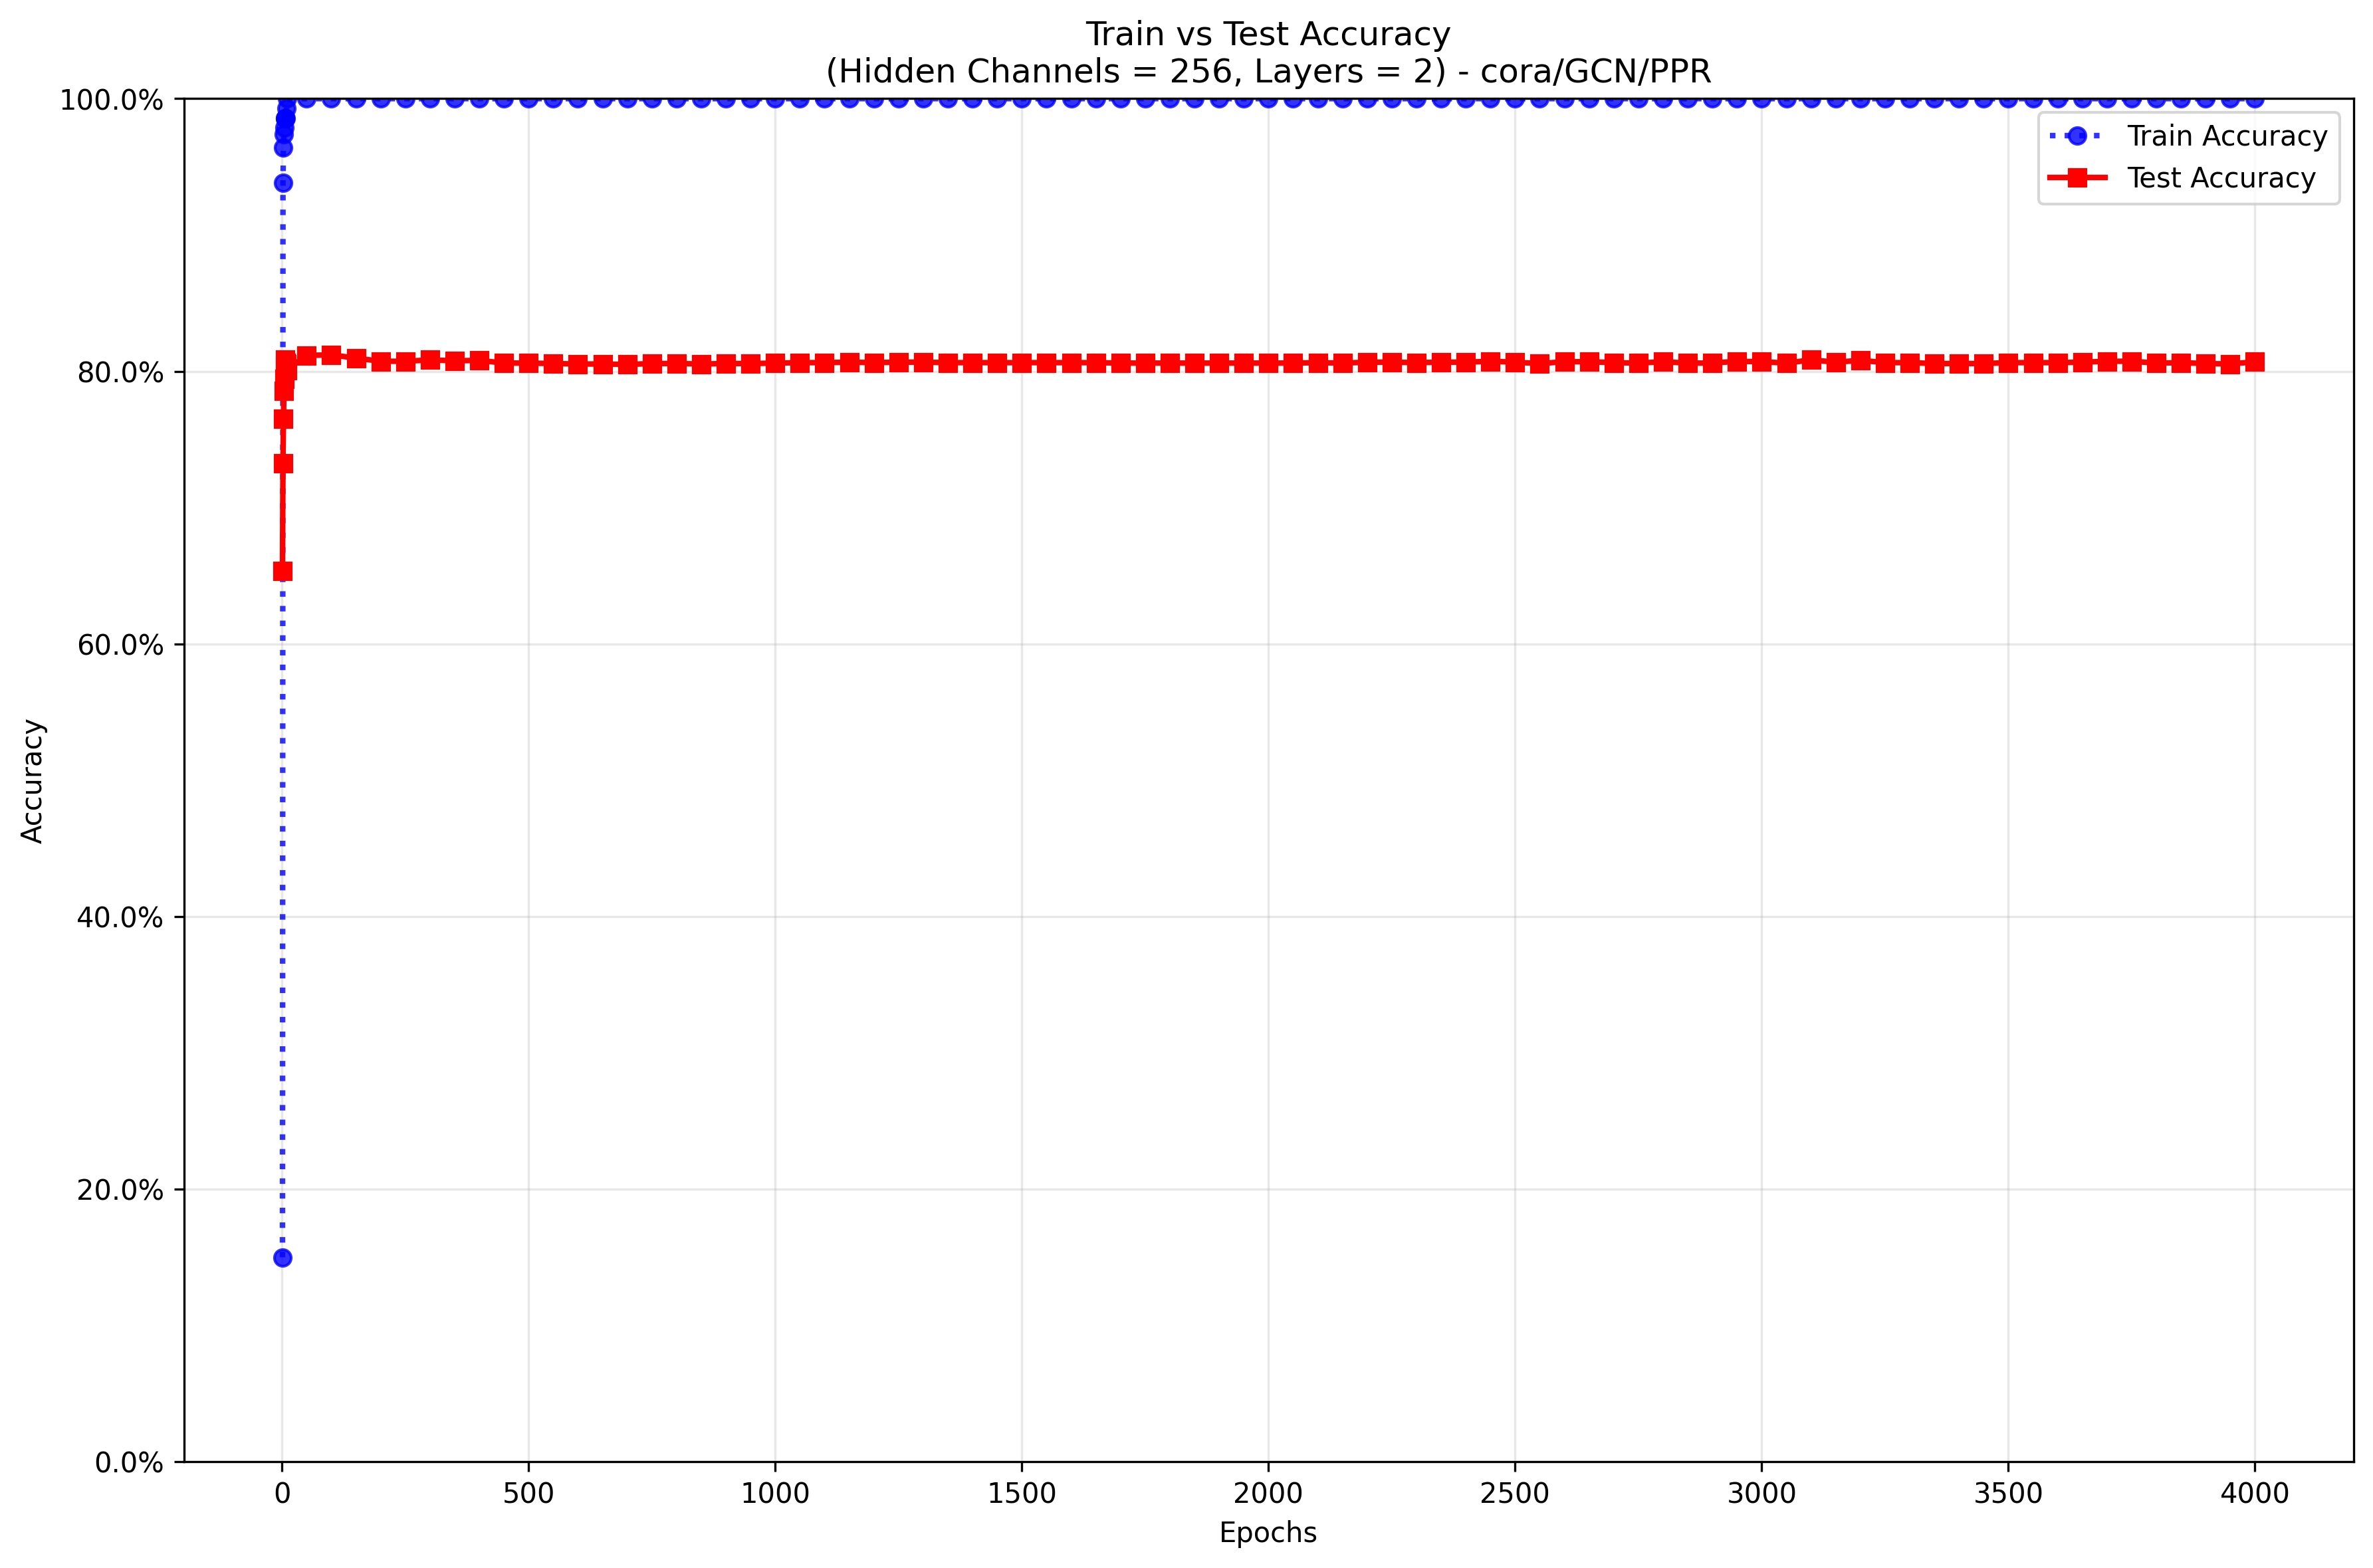 Train vs Test Accuracy
(Hidden Channels = 256, Layers = 2) - cora/GCN/PPR
100.0%
80.0%
60.0%
40.0%
20.0%
0.0%
Accuracy
Train Accuracy
Test Accuracy
0 500 1000 1500 2000 2500 3000 3500 4000
Epochs